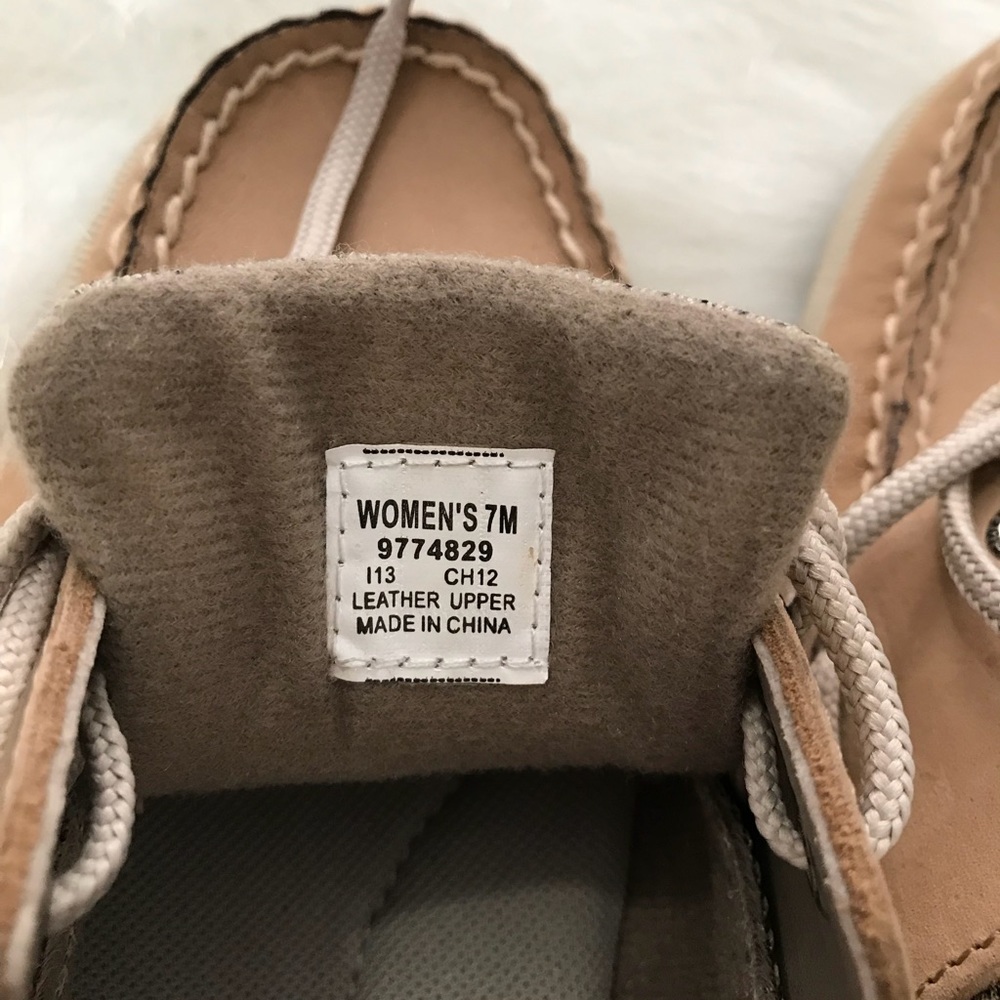 WOMEN'S 7M
9774829
I13 CH12
LEATHER UPPER
MADE IN CHINA